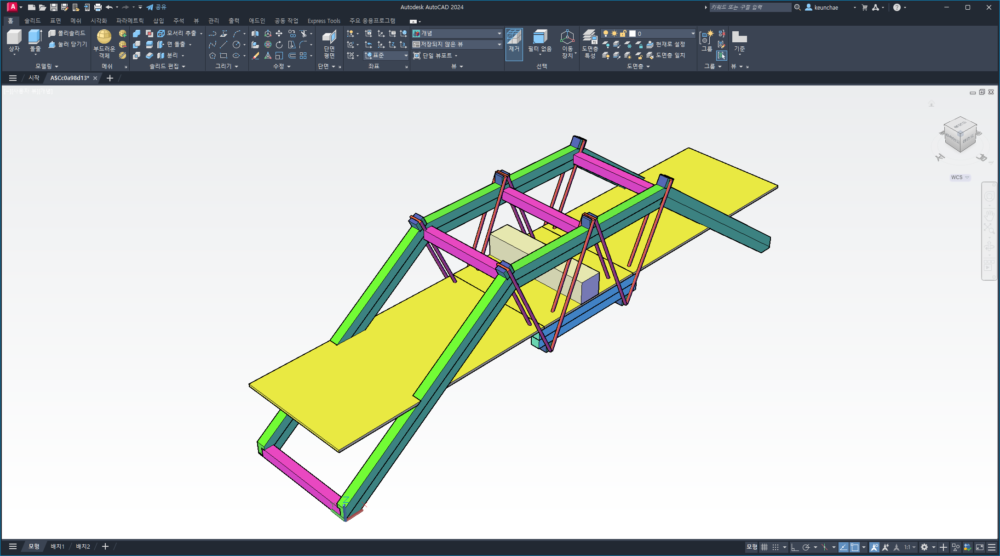 A 공유 Autodesk AutoCAD 2024 키워드 또는 구절 입력 keunchae
홈 솔리드 표면 메쉬 시각화 파라메트릭 삽입 주석 뷰 관리 출력 애드인 공동 작업 Express Tools 주요 응용프로그램
상자
돌출
폴리솔리드
눌러 당기기
모델링
부드러운
객체
메쉬
모서리 추출
면 돌출
분리
솔리드 편집
그리기
수정
단면
평면
단면
표준
좌표
개념
저장되지 않은 뷰
단일 뷰포트
뷰
제거
필터 없음
이동
장치
선택
도면층
특성
0
현재로 설정
도면층 일치
도면층
그룹
그룹
기준
뷰
시작 A$Cc0a98d13*
[−][사용자 뷰][개념]
WCS
Z
X
모형 배치1 배치2
모형 1:1